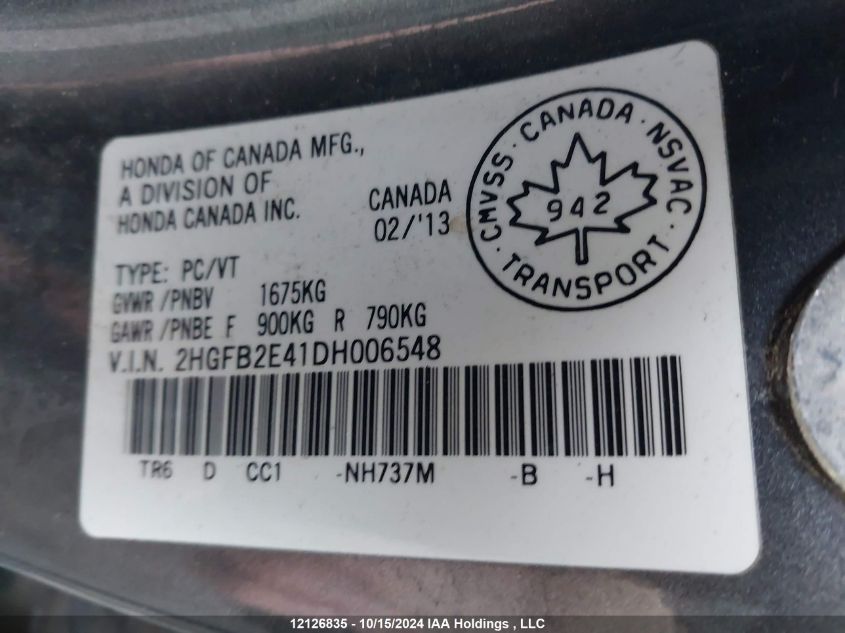 HONDA OF CANADA MFG.,
A DIVISION OF
HONDA CANADA INC.
CANADA
02/'13
CMVSS · CANADA · NSVAC · TRANSPORT ·
942
TYPE: PC/VT
GVWR /PNBV 1675KG
GAWR /PNBE F 900KG R 790KG
V.I.N. 2HGFB2E41DH006548
TR6 D CC1 -NH737M -B -H
12126835 - 10/15/2024 IAA Holdings , LLC